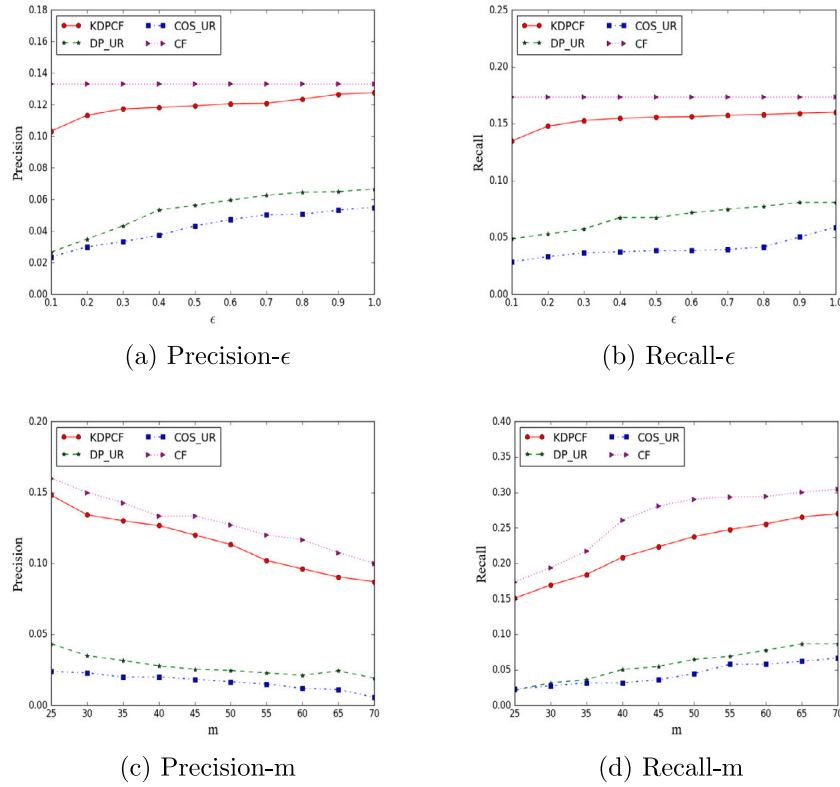 0.18
0.16
0.14
0.12
0.10
0.08
0.06
0.04
0.02
0.00
Precision
KDPCF
DP_UR
COS_UR
CF
0.1 0.2 0.3 0.4 0.5 0.6 0.7 0.8 0.9 1.0
ϵ
(a) Precision-ϵ
0.25
0.20
0.15
0.10
0.05
0.00
Recall
KDPCF
DP_UR
COS_UR
CF
0.1 0.2 0.3 0.4 0.5 0.6 0.7 0.8 0.9 1.0
ϵ
(b) Recall-ϵ
0.20
0.15
0.10
0.05
0.00
Precision
KDPCF
DP_UR
COS_UR
CF
25 30 35 40 45 50 55 60 65 70
m
(c) Precision-m
0.40
0.35
0.30
0.25
0.20
0.15
0.10
0.05
0.00
Recall
KDPCF
DP_UR
COS_UR
CF
25 30 35 40 45 50 55 60 65 70
m
(d) Recall-m